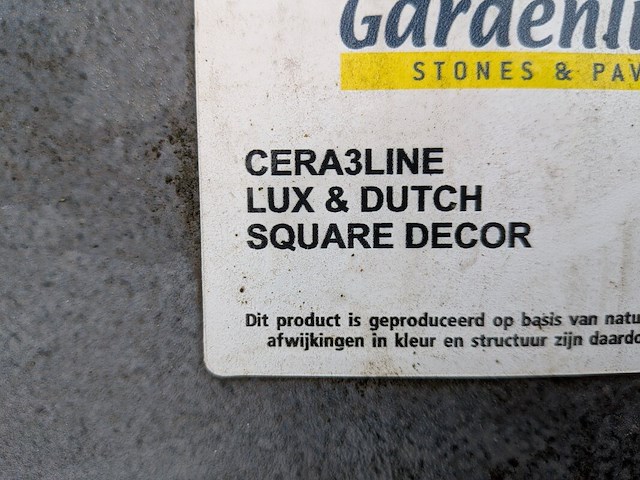 STONES & PAV
CERA3LINE
LUX & DUTCH
SQUARE DECOR
Dit product is geproduceerd op basis van natu
afwijkingen in kleur en structuur zijn daardo